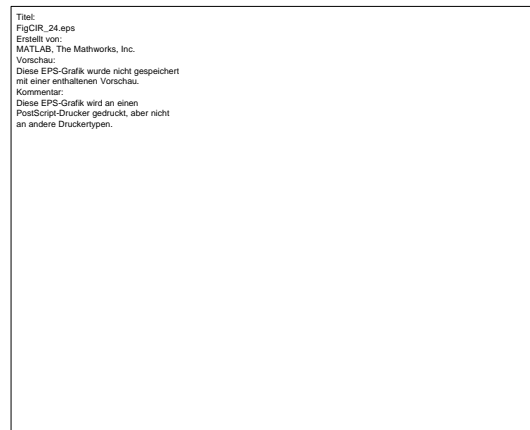 Titel:
FigCIR_24.eps
Erstellt von:
MATLAB, The Mathworks, Inc.
Vorschau:
Diese EPS-Grafik wurde nicht gespeichert
mit einer enthaltenen Vorschau.
Kommentar:
Diese EPS-Grafik wird an einen
PostScript-Drucker gedruckt, aber nicht
an andere Druckertypen.